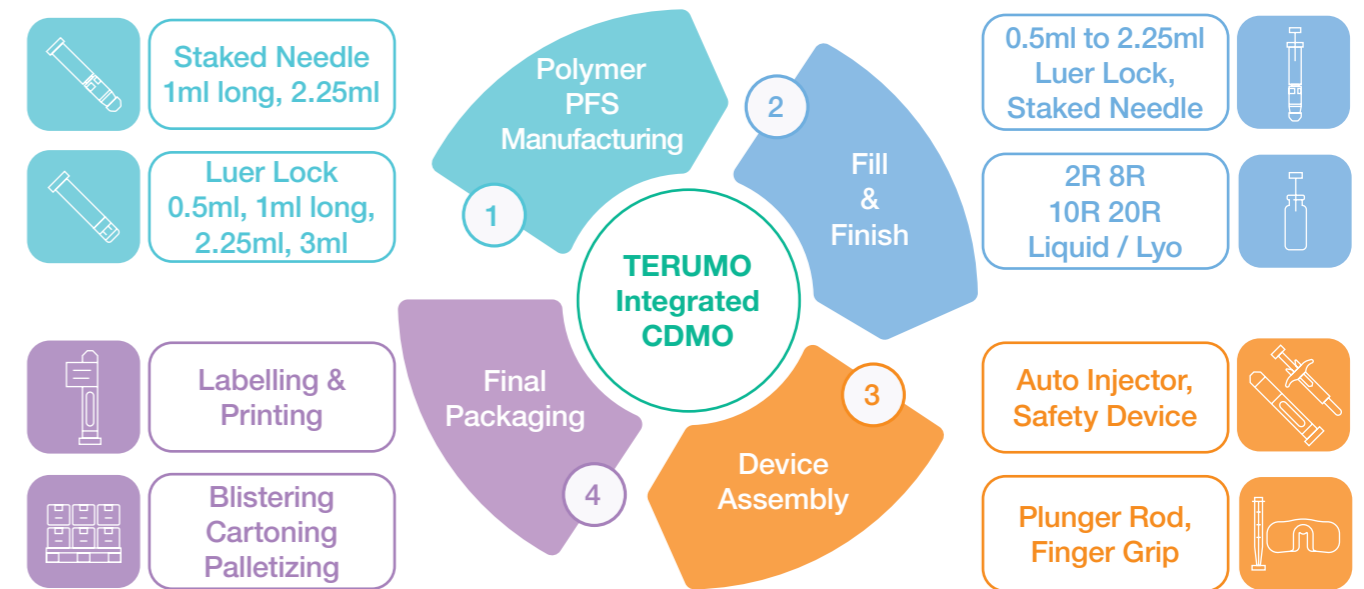 Staked Needle
1ml long, 2.25ml
Luer Lock
0.5ml, 1ml long,
2.25ml, 3ml
Polymer
PFS
Manufacturing
1
2
Fill
&
Finish
0.5ml to 2.25ml
Luer Lock,
Staked Needle
2R 8R
10R 20R
Liquid / Lyo
TERUMO
Integrated
CDMO
Labelling &
Printing
Blistering
Cartoning
Palletizing
Final
Packaging
4
3
Device
Assembly
Auto Injector,
Safety Device
Plunger Rod,
Finger Grip